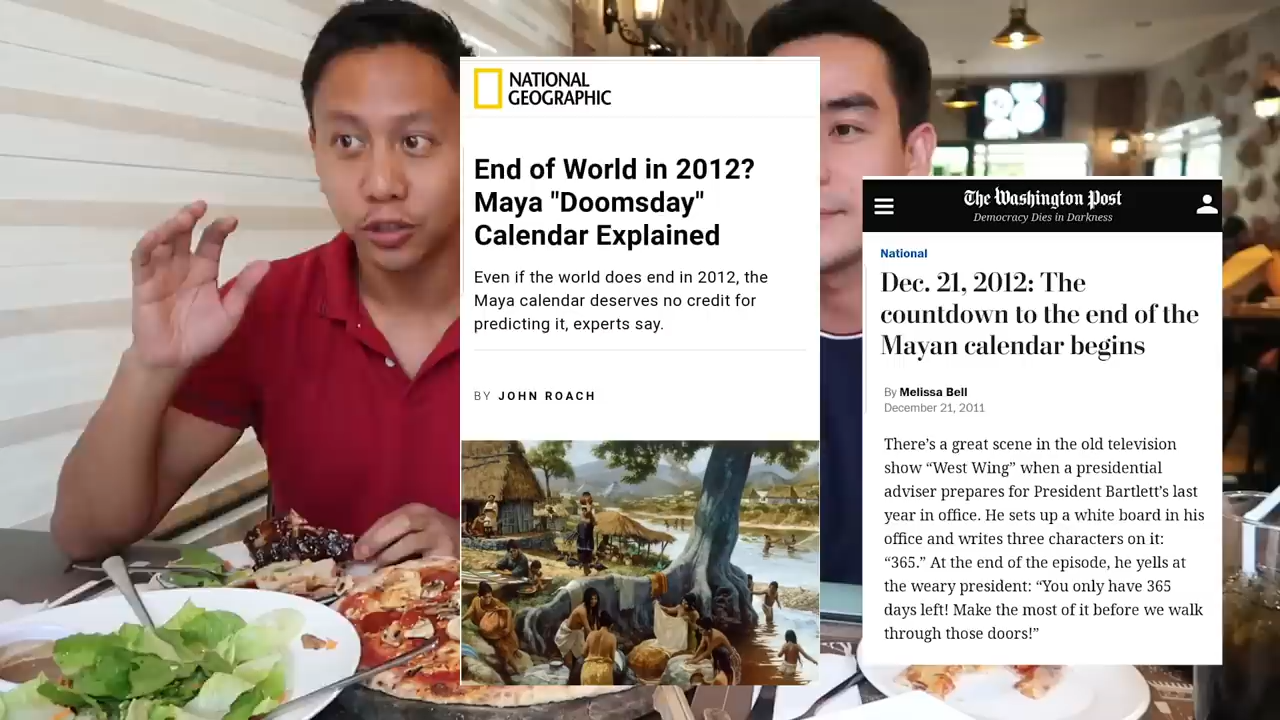 NATIONAL
GEOGRAPHIC
End of World in 2012?
Maya "Doomsday"
Calendar Explained
Even if the world does end in 2012, the
Maya calendar deserves no credit for
predicting it, experts say.
BY JOHN ROACH
The Washington Post
Democracy Dies in Darkness
National
Dec. 21, 2012: The
countdown to the end of the
Mayan calendar begins
By Melissa Bell
December 21, 2011
There’s a great scene in the old television
show “West Wing” when a presidential
adviser prepares for President Bartlett’s last
year in office. He sets up a white board in his
office and writes three characters on it:
“365.” At the end of the episode, he yells at
the weary president: “You only have 365
days left! Make the most of it before we walk
through those doors!”